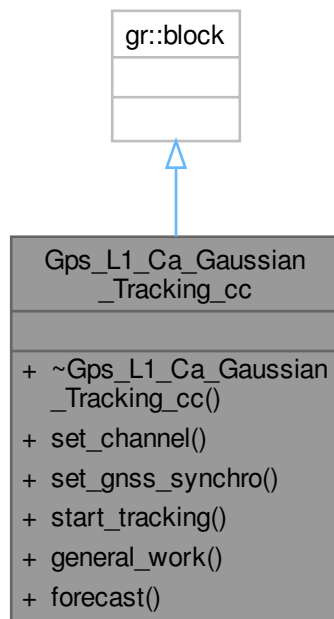 gr::block
Gps_L1_Ca_Gaussian
_Tracking_cc
+ ~Gps_L1_Ca_Gaussian
_Tracking_cc()
+ set_channel()
+ set_gnss_synchro()
+ start_tracking()
+ general_work()
+ forecast()